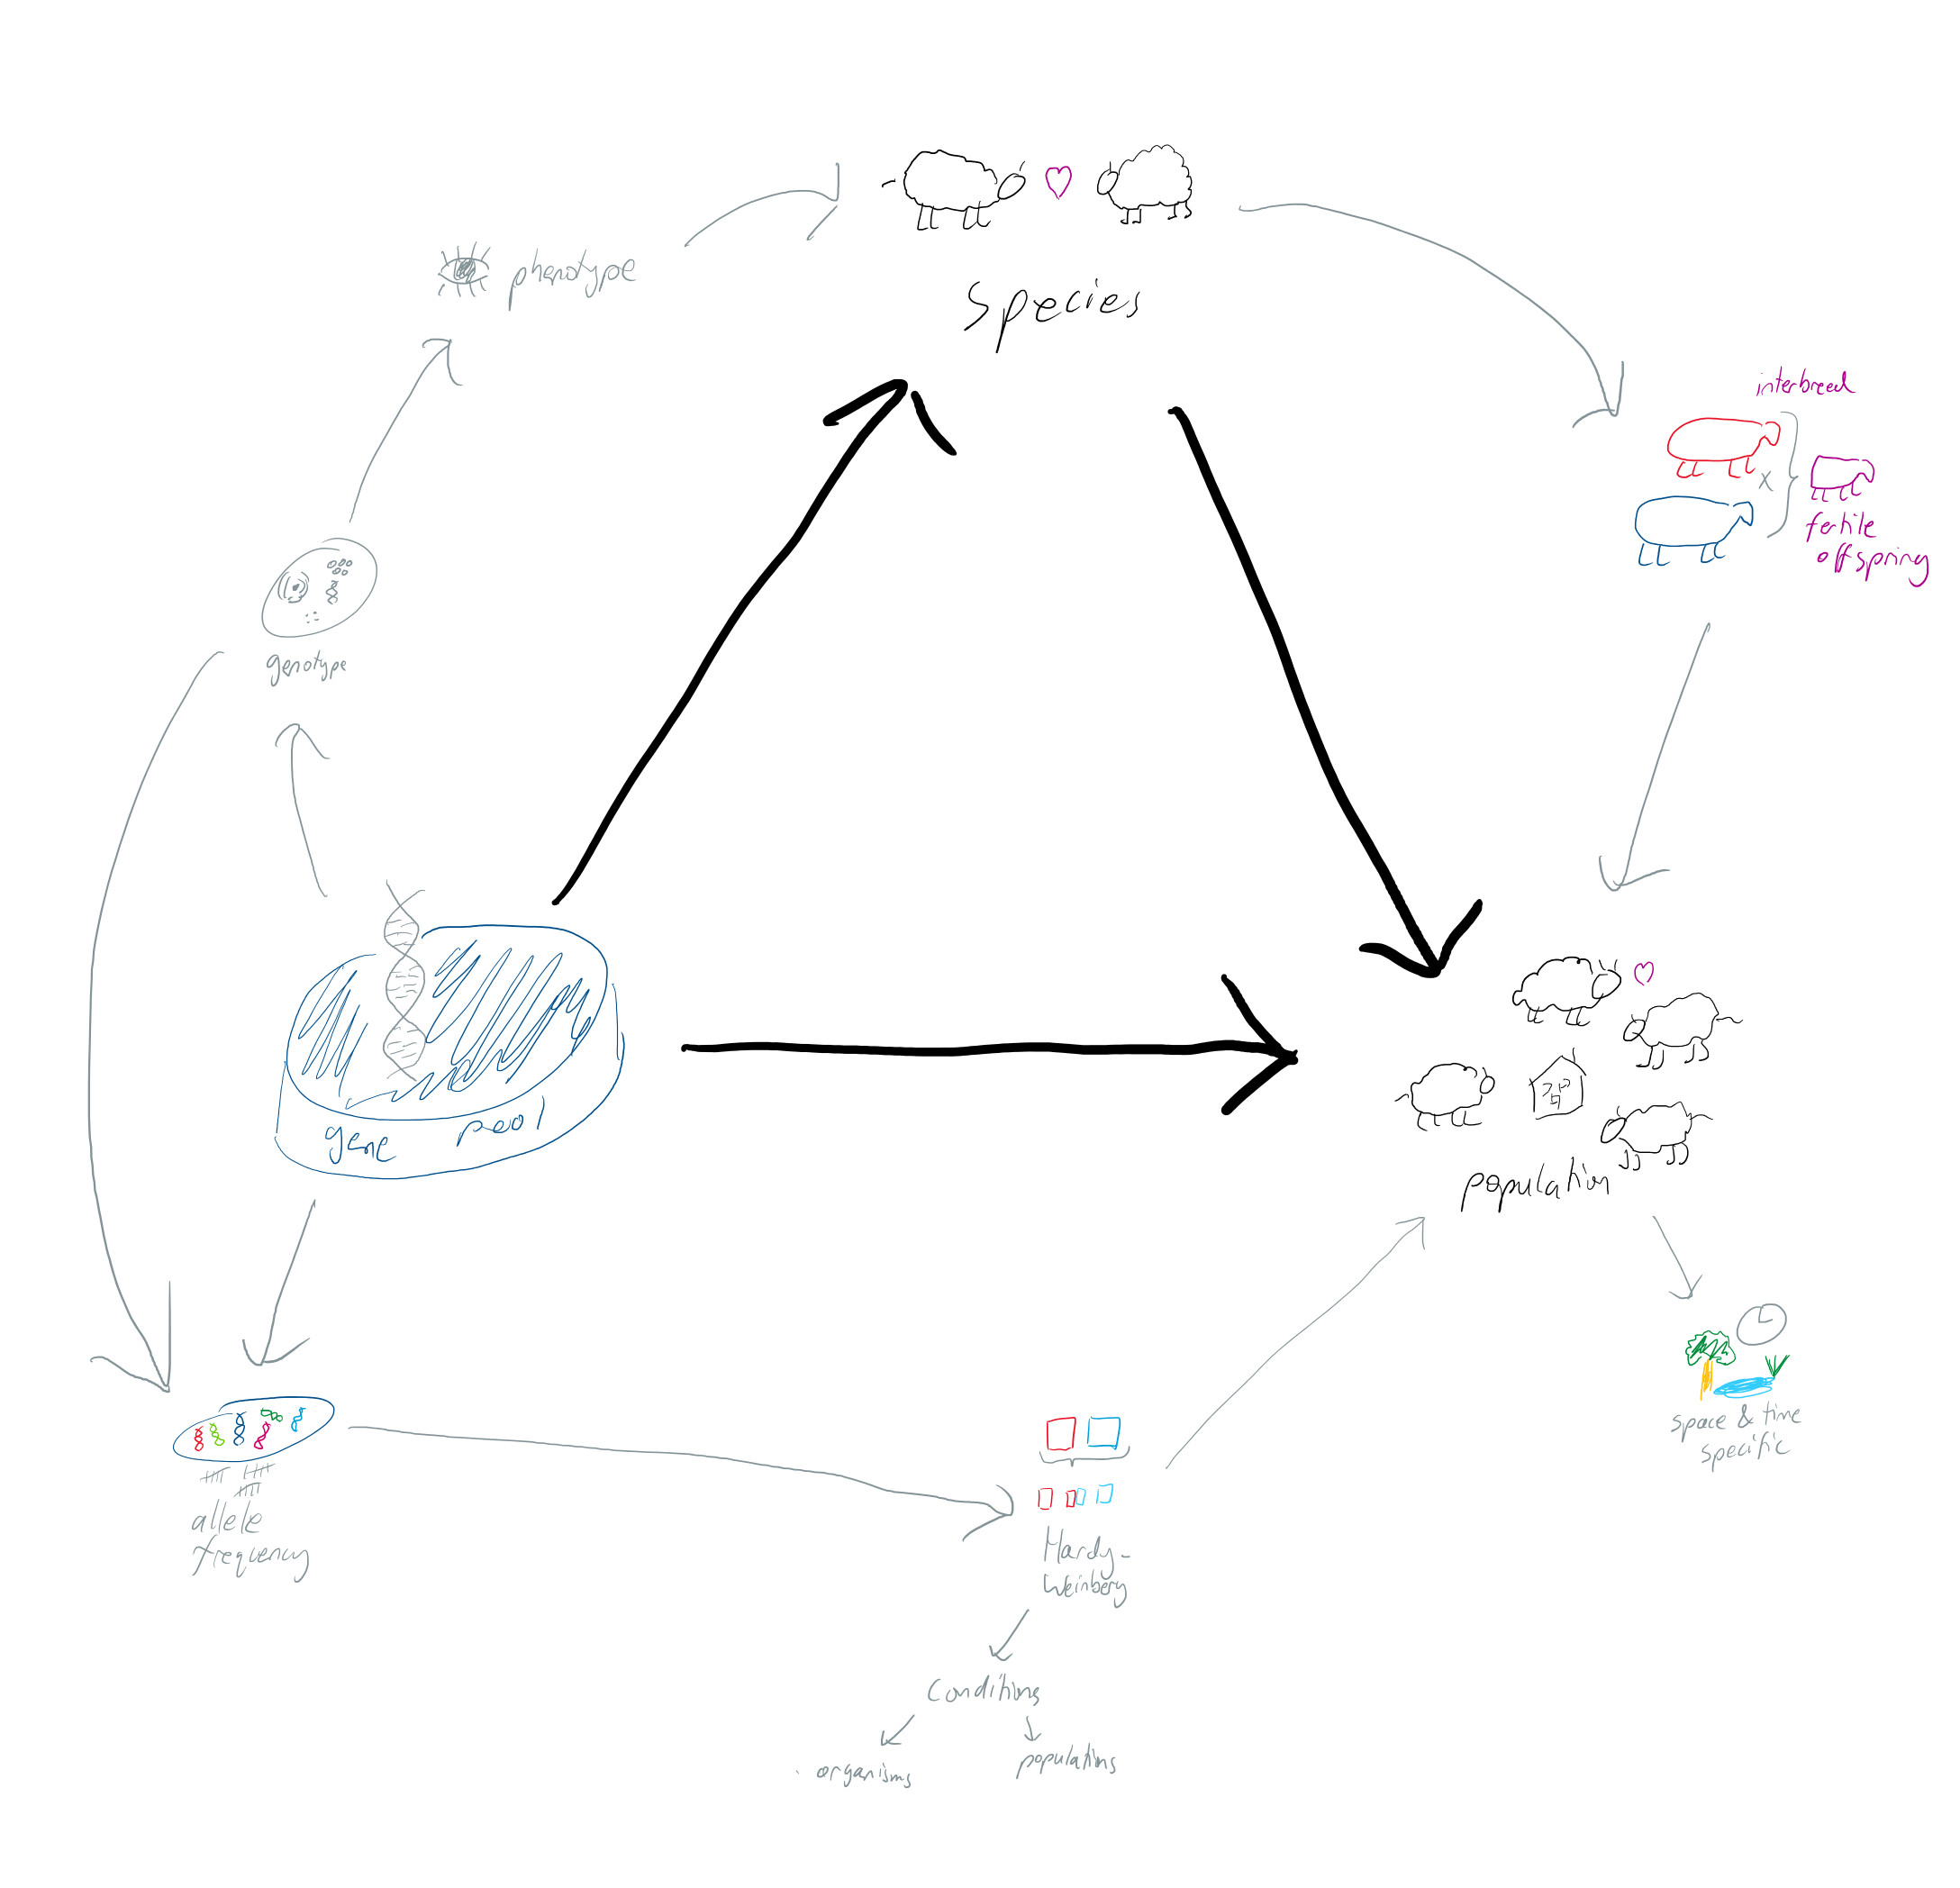 phenotype
Species
interbreed
x
fertile
offspring
genotype
gene pool
population
space & time
specific
allele
frequency
Hardy-
Weinberg
Conditions
organisms
populations